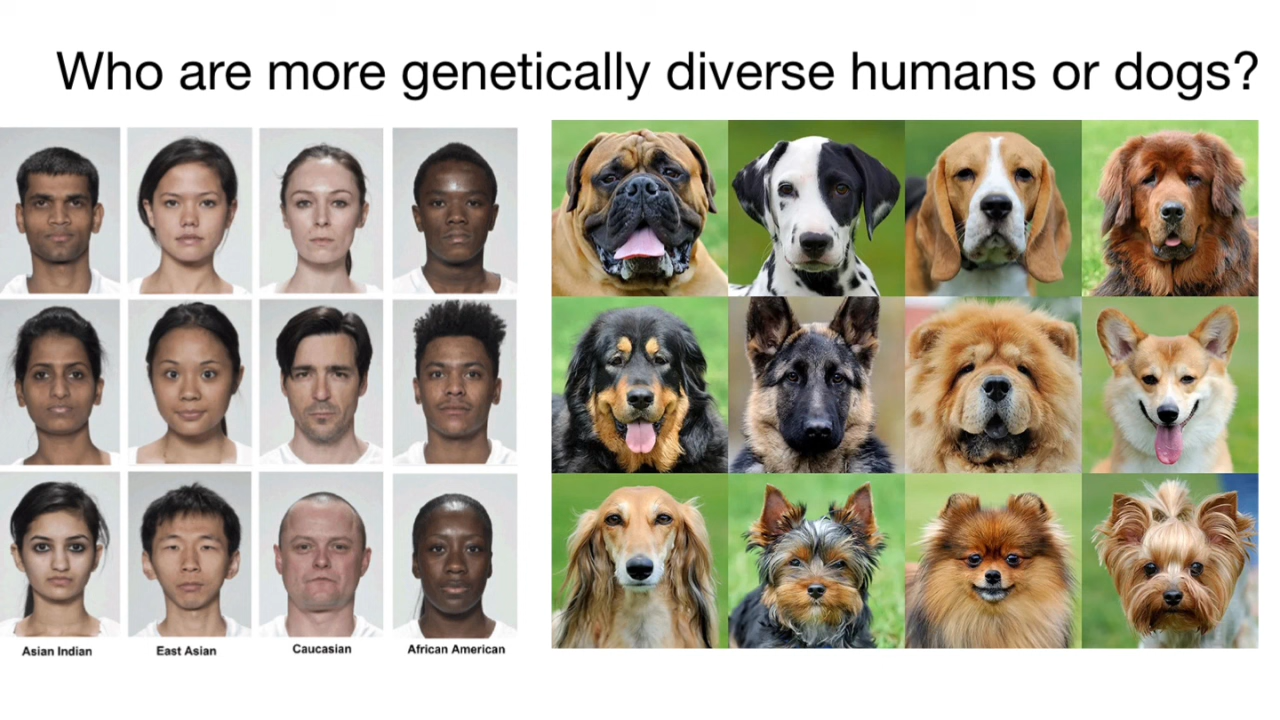 Who are more genetically diverse humans or dogs?
Asian Indian
East Asian
Caucasian
African American